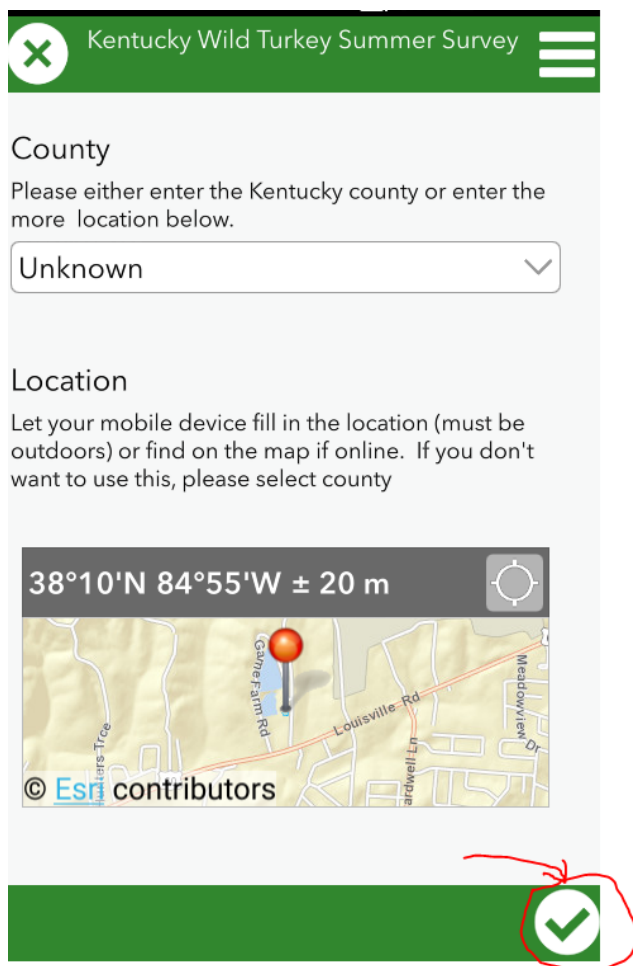 Kentucky Wild Turkey Summer Survey
County
Please either enter the Kentucky county or enter the
more location below.
Unknown
Location
Let your mobile device fill in the location (must be
outdoors) or find on the map if online. If you don't
want to use this, please select county
38°10'N 84°55'W ± 20 m
Game Farm Rd
Meadowview Dr
Louisville Rd
Trce
© Esri contributors